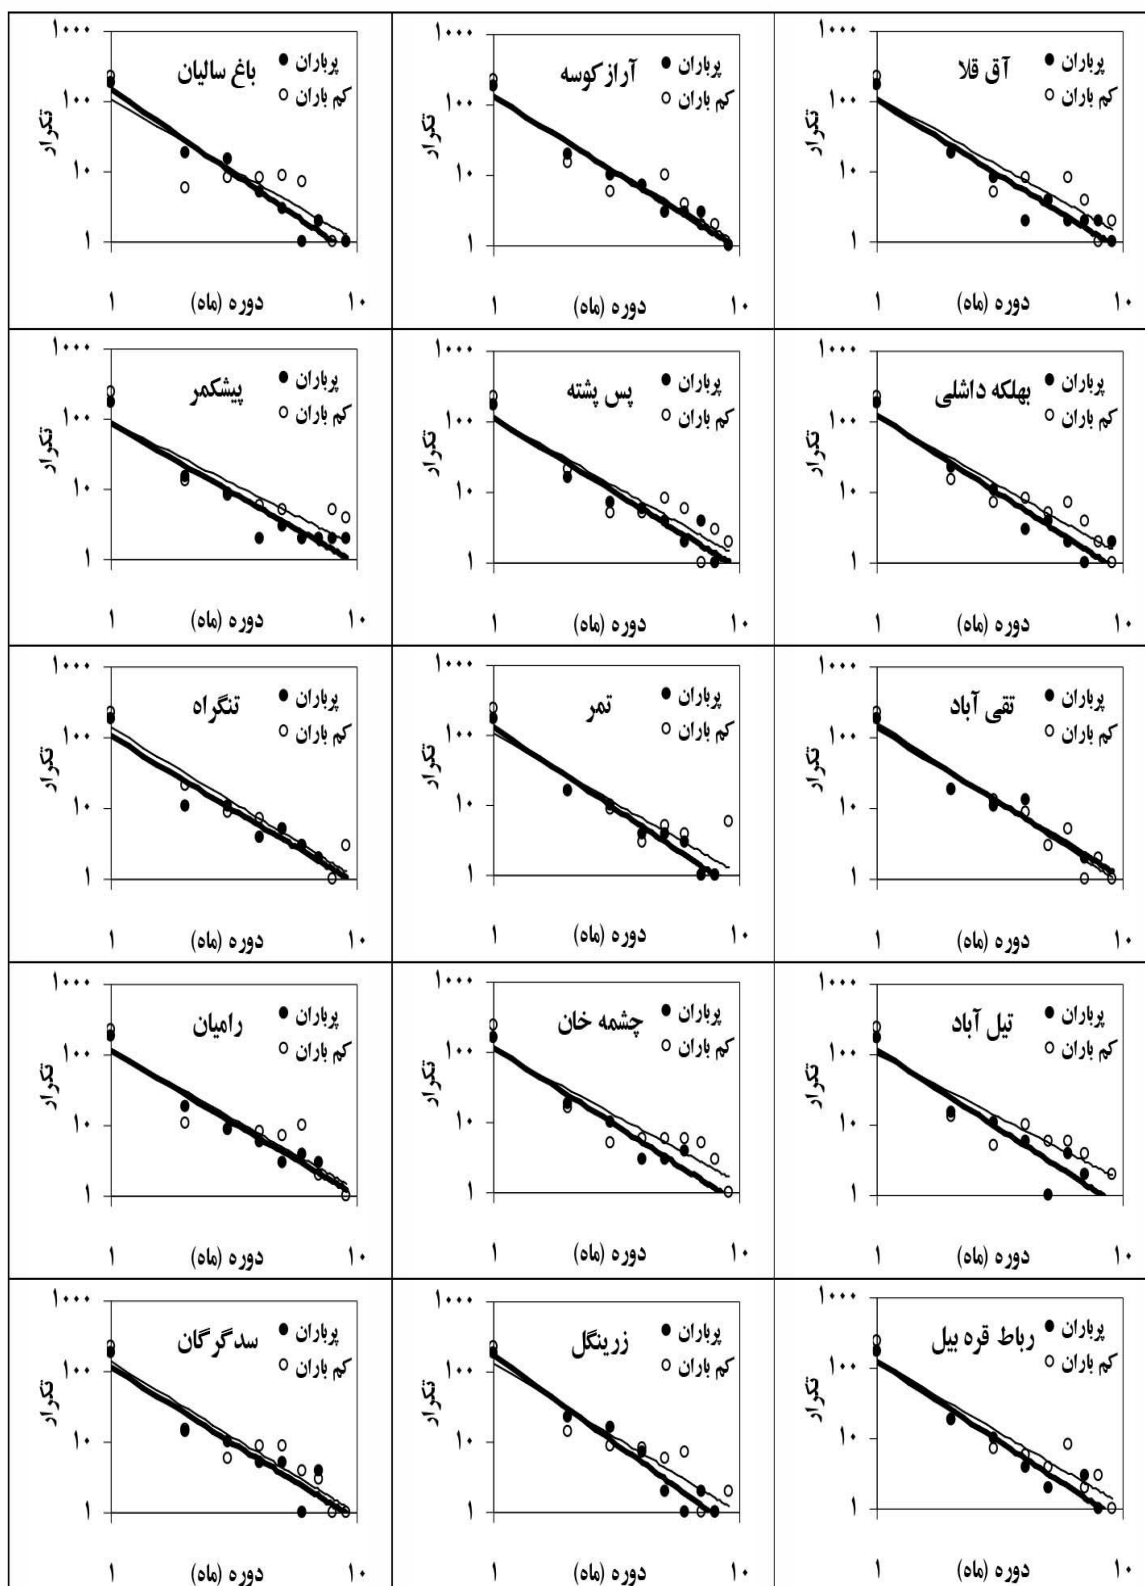 ۱۰۰۰
آق قلا
پرباران
کم باران
۱۰۰
تکرار
۱۰
۱
۱ دوره (ماه) ۱۰
۱۰۰۰
آرازکوسه
پرباران
کم باران
۱۰۰
تکرار
۱۰
۱
۱ دوره (ماه) ۱۰
۱۰۰۰
باغ سالیان
پرباران
کم باران
۱۰۰
تکرار
۱۰
۱
۱ دوره (ماه) ۱۰
۱۰۰۰
بهلکه داشلی
پرباران
کم باران
۱۰۰
تکرار
۱۰
۱
۱ دوره (ماه) ۱۰
۱۰۰۰
پس پشته
پرباران
کم باران
۱۰۰
تکرار
۱۰
۱
۱ دوره (ماه) ۱۰
۱۰۰۰
پیشکمر
پرباران
کم باران
۱۰۰
تکرار
۱۰
۱
۱ دوره (ماه) ۱۰
۱۰۰۰
تقی آباد
پرباران
کم باران
۱۰۰
تکرار
۱۰
۱
۱ دوره (ماه) ۱۰
۱۰۰۰
تمر
پرباران
کم باران
۱۰۰
تکرار
۱۰
۱
۱ دوره (ماه) ۱۰
۱۰۰۰
تنگراه
پرباران
کم باران
۱۰۰
تکرار
۱۰
۱
۱ دوره (ماه) ۱۰
۱۰۰۰
تیل آباد
پرباران
کم باران
۱۰۰
تکرار
۱۰
۱
۱ دوره (ماه) ۱۰
۱۰۰۰
چشمه خان
پرباران
کم باران
۱۰۰
تکرار
۱۰
۱
۱ دوره (ماه) ۱۰
۱۰۰۰
رامیان
پرباران
کم باران
۱۰۰
تکرار
۱۰
۱
۱ دوره (ماه) ۱۰
۱۰۰۰
رباط قره بیل
پرباران
کم باران
۱۰۰
تکرار
۱۰
۱
۱ دوره (ماه) ۱۰
۱۰۰۰
زرینگل
پرباران
کم باران
۱۰۰
تکرار
۱۰
۱
۱ دوره (ماه) ۱۰
۱۰۰۰
سدگرگان
پرباران
کم باران
۱۰۰
تکرار
۱۰
۱
۱ دوره (ماه) ۱۰